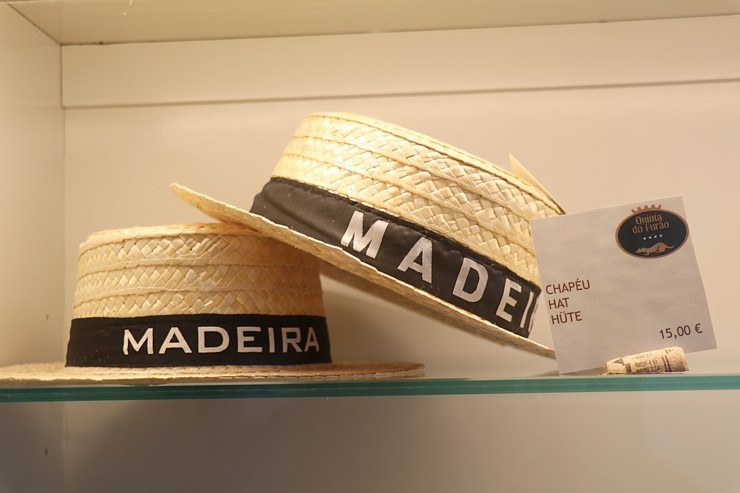 MADEIRA
MADEI
Quinta
do Furão
CHAPÉU
HAT
HÜTE
15,00 €